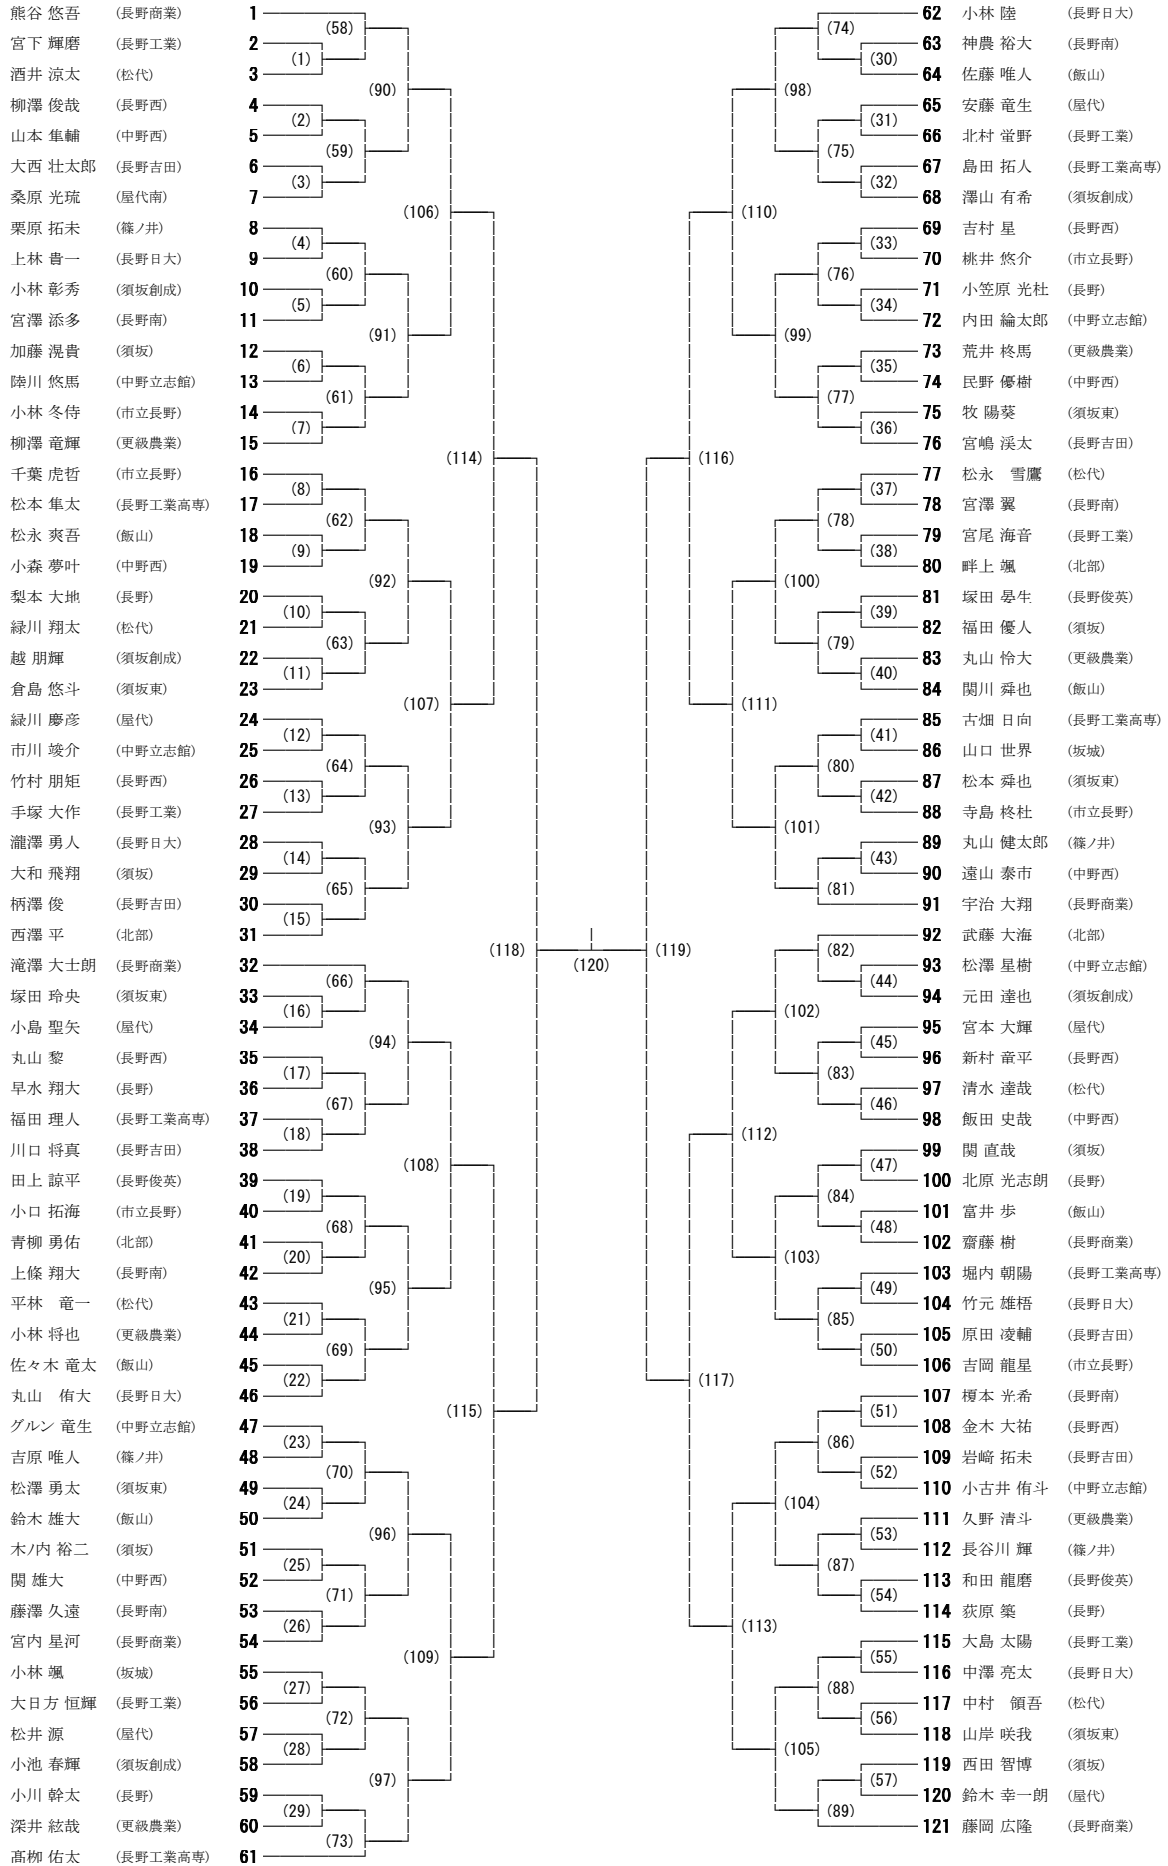 熊谷 悠吾 (長野商業) 1
宮下 輝磨 (長野工業) 2
酒井 涼太 (松代) 3
柳澤 俊哉 (長野西) 4
山本 隼輔 (中野西) 5
大西 壮太郎 (長野吉田) 6
桑原 光琉 (屋代南) 7
栗原 拓未 (篠ノ井) 8
上林 貴一 (長野日大) 9
小林 彰秀 (須坂創成) 10
宮澤 添多 (長野南) 11
加藤 滉貴 (須坂) 12
陸川 悠馬 (中野立志館) 13
小林 冬侍 (市立長野) 14
柳澤 竜輝 (更級農業) 15
千葉 虎哲 (市立長野) 16
松本 隼太 (長野工業高専) 17
松永 爽吾 (飯山) 18
小森 夢叶 (中野西) 19
梨本 大地 (長野) 20
緑川 翔太 (松代) 21
越 朋輝 (須坂創成) 22
倉島 悠斗 (須坂東) 23
緑川 慶彦 (屋代) 24
市川 竣介 (中野立志館) 25
竹村 朋矩 (長野西) 26
手塚 大作 (長野工業) 27
瀧澤 勇人 (長野日大) 28
大和 飛翔 (須坂) 29
柄澤 俊 (長野吉田) 30
西澤 平 (北部) 31
滝澤 大士朗 (長野商業) 32
塚田 玲央 (須坂東) 33
小島 聖矢 (屋代) 34
丸山 黎 (長野西) 35
早水 翔大 (長野) 36
福田 理人 (長野工業高専) 37
川口 将真 (長野吉田) 38
田上 諒平 (長野俊英) 39
小口 拓海 (市立長野) 40
青柳 勇佑 (北部) 41
上條 翔大 (長野南) 42
平林 竜一 (松代) 43
小林 将也 (更級農業) 44
佐々木 竜太 (飯山) 45
丸山 侑大 (長野日大) 46
グルン 竜生 (中野立志館) 47
吉原 唯人 (篠ノ井) 48
松澤 勇太 (須坂東) 49
鈴木 雄大 (飯山) 50
木ノ内 裕二 (須坂) 51
関 雄大 (中野西) 52
藤澤 久遠 (長野南) 53
宮内 星河 (長野商業) 54
小林 颯 (坂城) 55
大日方 恒輝 (長野工業) 56
松井 源 (屋代) 57
小池 春輝 (須坂創成) 58
小川 幹太 (長野) 59
深井 絃哉 (更級農業) 60
髙栁 佑太 (長野工業高専) 61
(1)
(2)
(3)
(4)
(5)
(6)
(7)
(8)
(9)
(10)
(11)
(12)
(13)
(14)
(15)
(16)
(17)
(18)
(19)
(20)
(21)
(22)
(23)
(24)
(25)
(26)
(27)
(28)
(29)
(58)
(59)
(60)
(61)
(62)
(63)
(64)
(65)
(66)
(67)
(68)
(69)
(70)
(71)
(72)
(73)
(90)
(91)
(92)
(93)
(94)
(95)
(96)
(97)
(106)
(107)
(108)
(109)
(114)
(115)
(118)
(120)
(119)
(116)
(117)
(110)
(111)
(112)
(113)
(98)
(99)
(100)
(101)
(102)
(103)
(104)
(105)
(74)
(75)
(76)
(77)
(78)
(79)
(80)
(81)
(82)
(83)
(84)
(85)
(86)
(87)
(88)
(89)
(30)
(31)
(32)
(33)
(34)
(35)
(36)
(37)
(38)
(39)
(40)
(41)
(42)
(43)
(44)
(45)
(46)
(47)
(48)
(49)
(50)
(51)
(52)
(53)
(54)
(55)
(56)
(57)
62 小林 陸 (長野日大)
63 神農 裕大 (長野南)
64 佐藤 唯人 (飯山)
65 安藤 竜生 (屋代)
66 北村 蛍野 (長野工業)
67 島田 拓人 (長野工業高専)
68 澤山 有希 (須坂創成)
69 吉村 星 (長野西)
70 桃井 悠介 (市立長野)
71 小笠原 光杜 (長野)
72 内田 綸太郎 (中野立志館)
73 荒井 柊馬 (更級農業)
74 民野 優樹 (中野西)
75 牧 陽葵 (須坂東)
76 宮嶋 渓太 (長野吉田)
77 松永 雪鷹 (松代)
78 宮澤 翼 (長野南)
79 宮尾 海音 (長野工業)
80 畔上 颯 (北部)
81 塚田 晏生 (長野俊英)
82 福田 優人 (須坂)
83 丸山 怜大 (更級農業)
84 関川 舜也 (飯山)
85 古畑 日向 (長野工業高専)
86 山口 世界 (坂城)
87 松本 舜也 (須坂東)
88 寺島 柊杜 (市立長野)
89 丸山 健太郎 (篠ノ井)
90 遠山 泰市 (中野西)
91 宇治 大翔 (長野商業)
92 武藤 大海 (北部)
93 松澤 星樹 (中野立志館)
94 元田 達也 (須坂創成)
95 宮本 大輝 (屋代)
96 新村 竜平 (長野西)
97 清水 達哉 (松代)
98 飯田 史哉 (中野西)
99 関 直哉 (須坂)
100 北原 光志朗 (長野)
101 富井 歩 (飯山)
102 齋藤 樹 (長野商業)
103 堀内 朝陽 (長野工業高専)
104 竹元 雄梧 (長野日大)
105 原田 凌輔 (長野吉田)
106 吉岡 龍星 (市立長野)
107 榎本 光希 (長野南)
108 金木 大祐 (長野西)
109 岩﨑 拓未 (長野吉田)
110 小古井 侑斗 (中野立志館)
111 久野 清斗 (更級農業)
112 長谷川 輝 (篠ノ井)
113 和田 龍磨 (長野俊英)
114 荻原 築 (長野)
115 大島 太陽 (長野工業)
116 中澤 亮太 (長野日大)
117 中村 領吾 (松代)
118 山岸 咲我 (須坂東)
119 西田 智博 (須坂)
120 鈴木 幸一朗 (屋代)
121 藤岡 広隆 (長野商業)